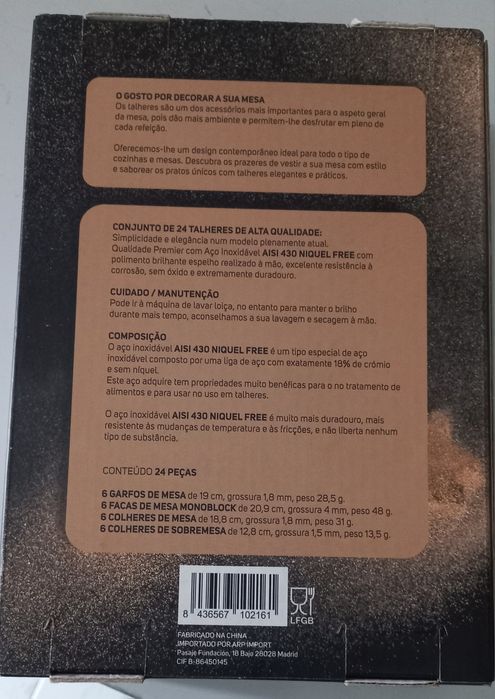 O GOSTO POR DECORAR A SUA MESA
Os talheres são um dos acessórios mais importantes para o aspeto geral
da mesa, pois dão mais ambiente e permitem-lhe desfrutar em pleno de
cada refeição.
Oferecemos-lhe um design contemporâneo ideal para todo o tipo de
cozinhas e mesas. Descubra os prazeres de vestir a sua mesa com estilo
e saborear os pratos únicos com talheres elegantes e práticos.
CONJUNTO DE 24 TALHERES DE ALTA QUALIDADE:
Simplicidade e elegância num modelo plenamente atual.
Qualidade Premier com Aço Inoxidável AISI 430 NIQUEL FREE com
polimento brilhante espelho realizado à mão, excelente resistência à
corrosão, sem óxido e extremamente duradouro.
CUIDADO / MANUTENÇÃO
Pode ir à máquina de lavar loiça, no entanto para manter o brilho
durante mais tempo, aconselhamos a sua lavagem e secagem à mão.
COMPOSIÇÃO
O aço inoxidável AISI 430 NIQUEL FREE é um tipo especial de aço
inoxidável composto por uma liga de aço com exatamente 18% de crómio
e sem níquel.
Este aço adquire tem propriedades muito benéficas para o no tratamento de
alimentos e para usar no uso em talheres.
O aço inoxidável AISI 430 NIQUEL FREE é muito mais duradouro, mais
resistente às mudanças de temperatura e às fricções, e não liberta nenhum
tipo de substância.
CONTEÚDO 24 PEÇAS
6 GARFOS DE MESA de 19 cm, grossura 1,8 mm, peso 28,5 g.
6 FACAS DE MESA MONOBLOCK de 20,9 cm, grossura 4 mm, peso 48 g.
6 COLHERES DE MESA de 18,8 cm, grossura 1,8 mm, peso 31 g.
6 COLHERES DE SOBREMESA de 12,8 cm, grossura 1,5 mm, peso 13,5 g.
8 436567 102161
LFGB
FABRICADO NA CHINA
IMPORTADO POR ARP IMPORT
Pasaje Fundación, 18 Bajo 28028 Madrid
CIF B-86450145